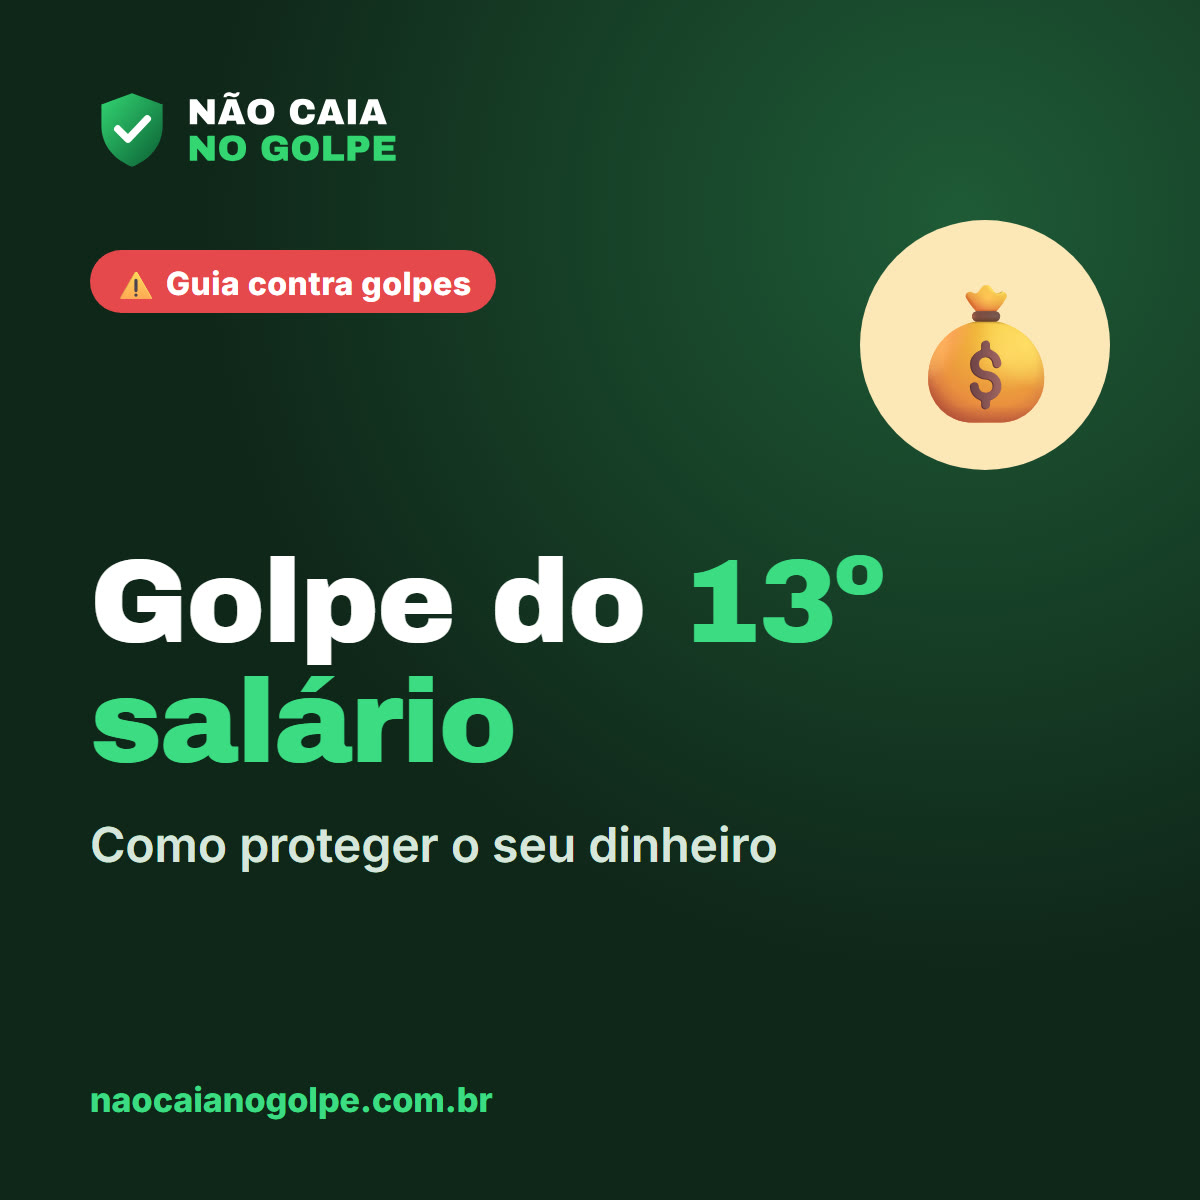 NÃO CAIA
NO GOLPE
Guia contra golpes
$
Golpe do 13º
salário
Como proteger o seu dinheiro
naocaianogolpe.com.br